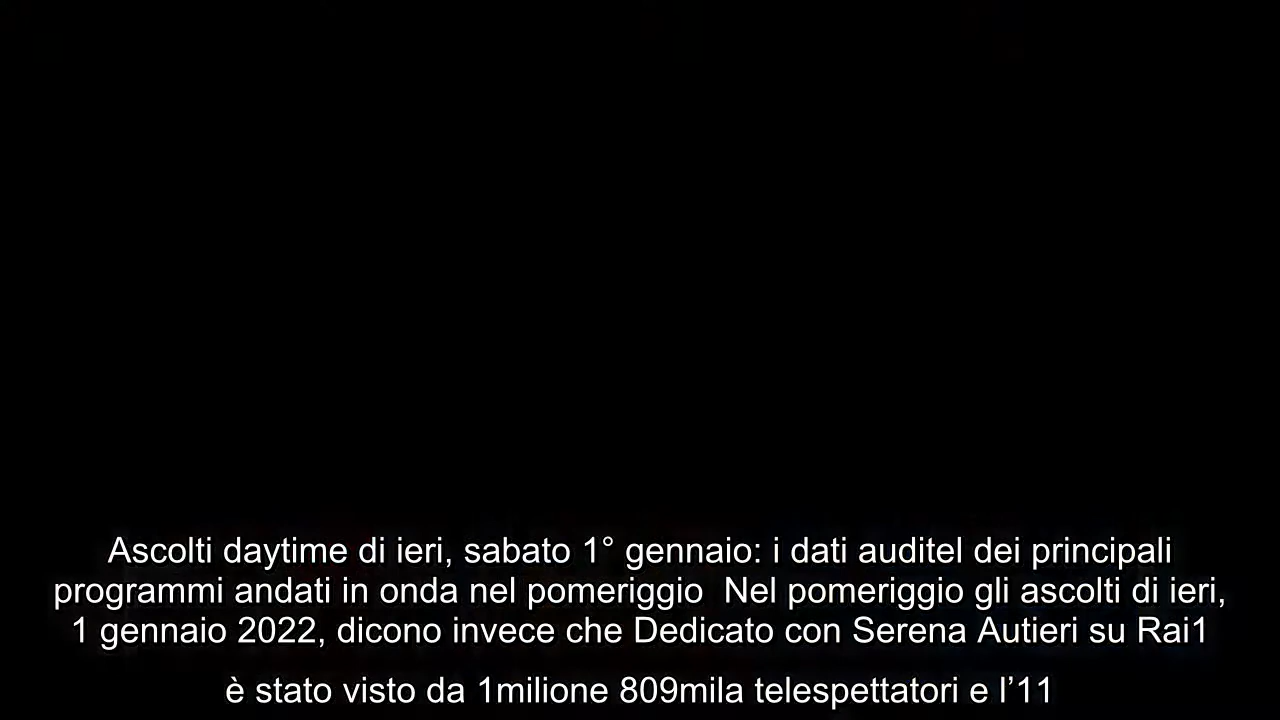 Ascolti daytime di ieri, sabato 1° gennaio: i dati auditel dei principali
programmi andati in onda nel pomeriggio  Nel pomeriggio gli ascolti di ieri,
1 gennaio 2022, dicono invece che Dedicato con Serena Autieri su Rai1
è stato visto da 1milione 809mila telespettatori e l’11